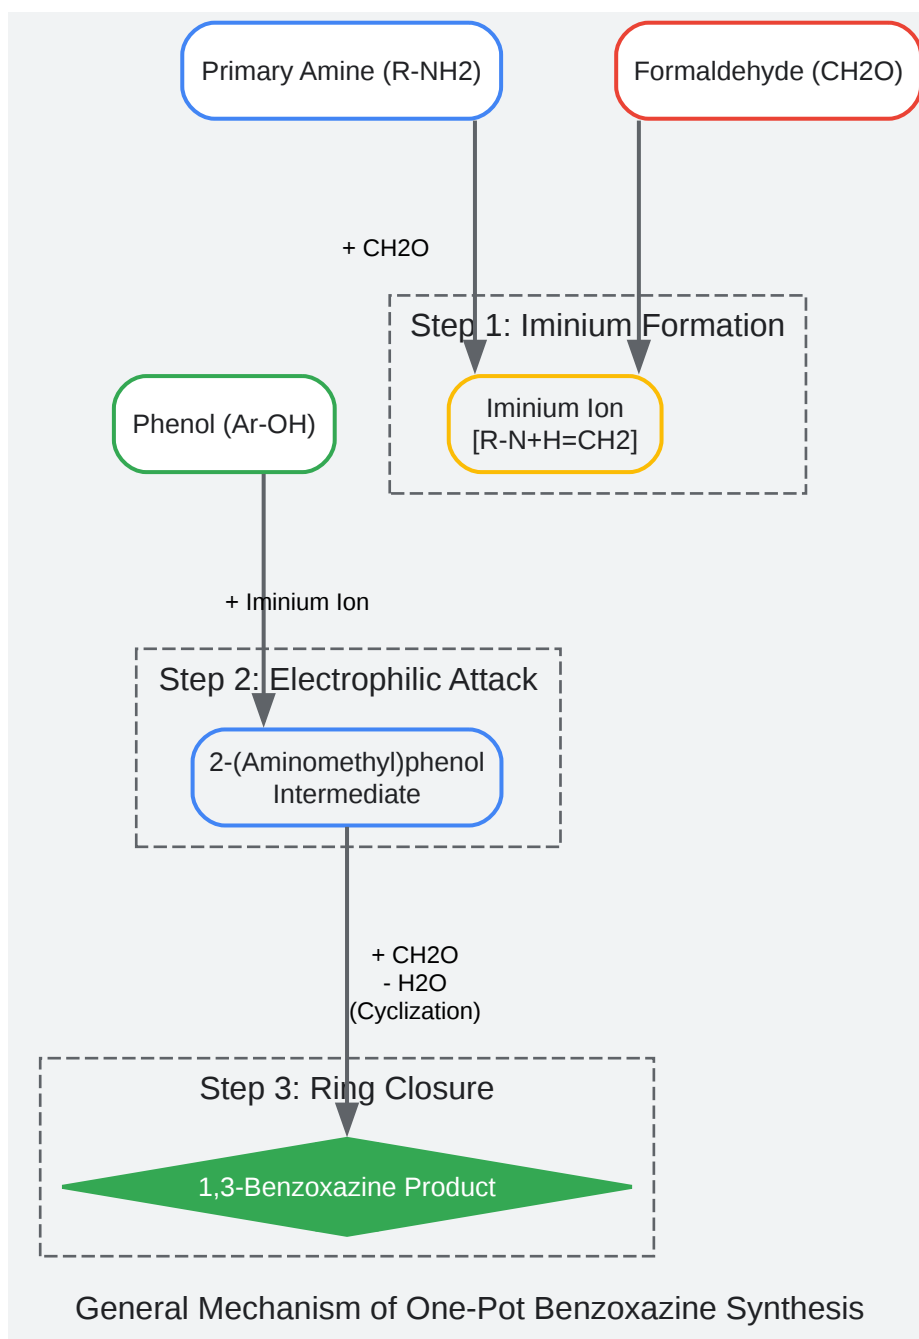 Primary Amine (R-NH2)
Formaldehyde (CH2O)
+ CH2O
Step 1: Iminium Formation
Iminium Ion
[R-N+H=CH2]
Phenol (Ar-OH)
+ Iminium Ion
Step 2: Electrophilic Attack
2-(Aminomethyl)phenol
Intermediate
+ CH2O
- H2O
(Cyclization)
Step 3: Ring Closure
1,3-Benzoxazine Product
General Mechanism of One-Pot Benzoxazine Synthesis